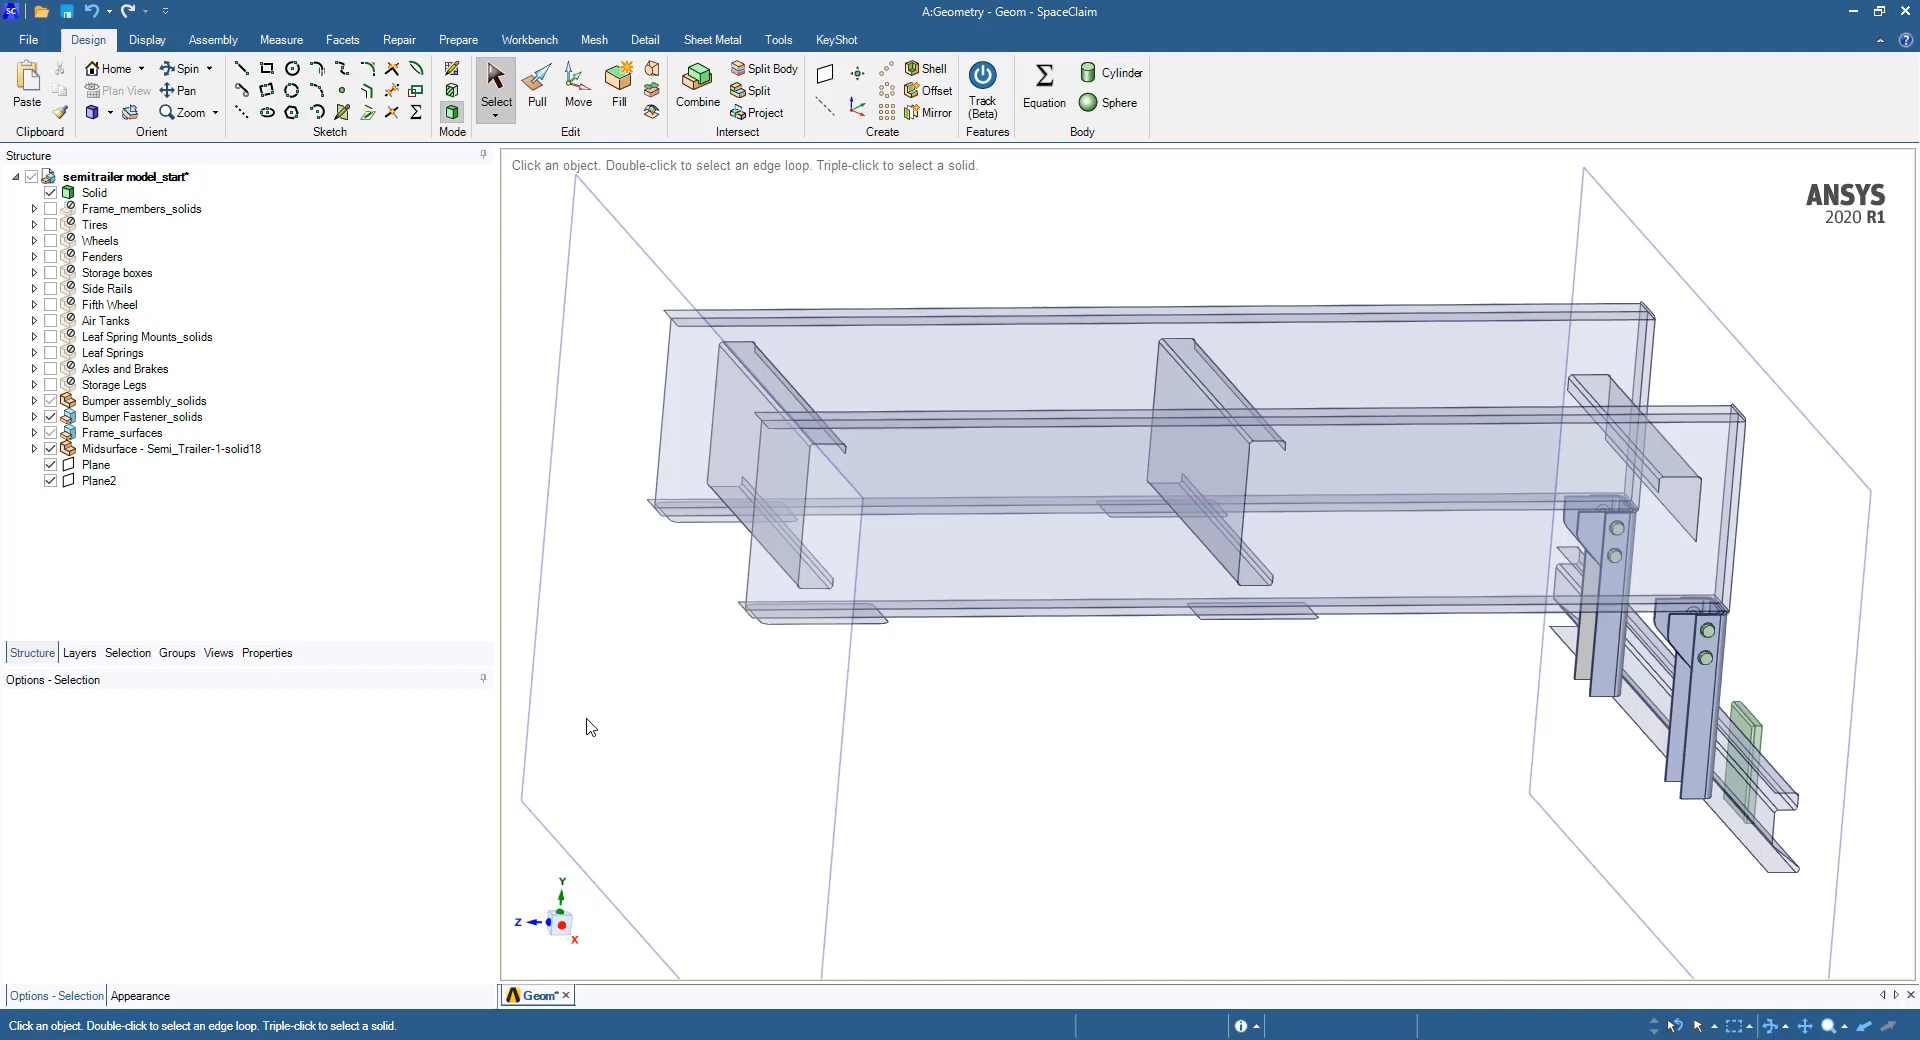 SC
A:Geometry - Geom - SpaceClaim
File Design Display Assembly Measure Facets Repair Prepare Workbench Mesh Detail Sheet Metal Tools KeyShot
Paste
Home
Plan View
Spin
Pan
Zoom
Select
Pull
Move
Fill
Combine
Split Body
Split
Project
Shell
Offset
Mirror
Track
(Beta)
Equation
Cylinder
Sphere
Clipboard Orient Sketch Mode Edit Intersect Create Features Body
Structure
semitrailer model_start*
Solid
Frame_members_solids
Tires
Wheels
Fenders
Storage boxes
Side Rails
Fifth Wheel
Air Tanks
Leaf Spring Mounts_solids
Leaf Springs
Axles and Brakes
Storage Legs
Bumper assembly_solids
Bumper Fastener_solids
Frame_surfaces
Midsurface - Semi_Trailer-1-solid18
Plane
Plane2
Structure Layers Selection Groups Views Properties
Options - Selection
Options - Selection Appearance
Click an object. Double-click to select an edge loop. Triple-click to select a solid.
ANSYS
2020 R1
Y
Z
X
Geom*
Click an object. Double-click to select an edge loop. Triple-click to select a solid.